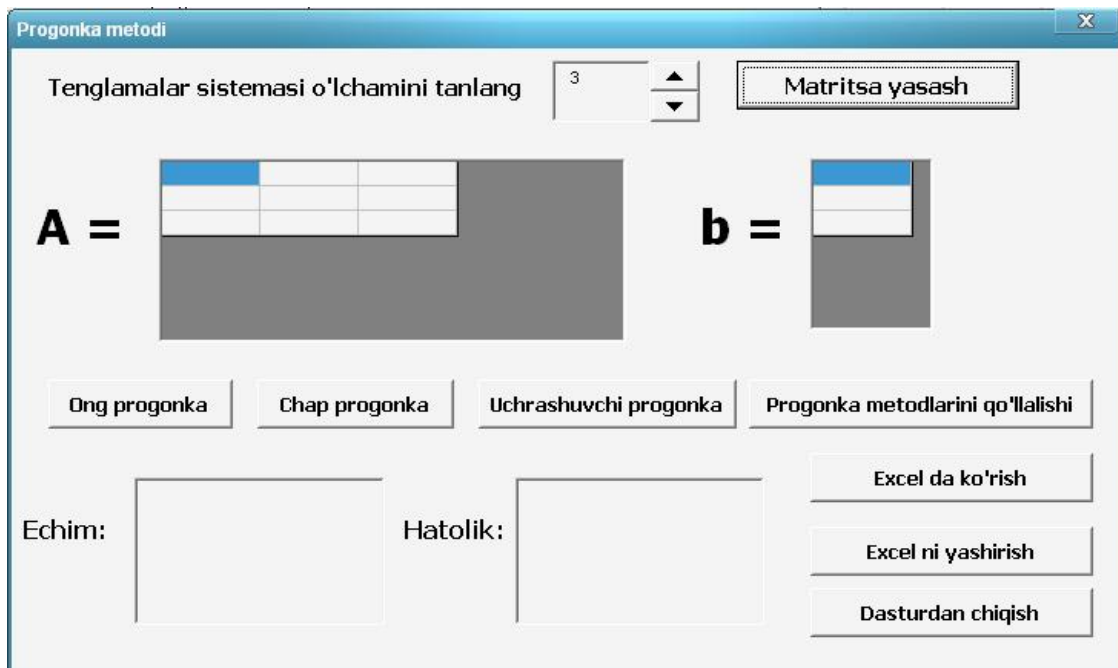 Progonka metodi
Tenglamalar sistemasi o'lchamini tanlang
3
Matritsa yasash
A =
b =
Ong progonka
Chap progonka
Uchrashuvchi progonka
Progonka metodlarini qo'llalishi
Excel da ko'rish
Echim:
Hatolik:
Excel ni yashirish
Dasturdan chiqish